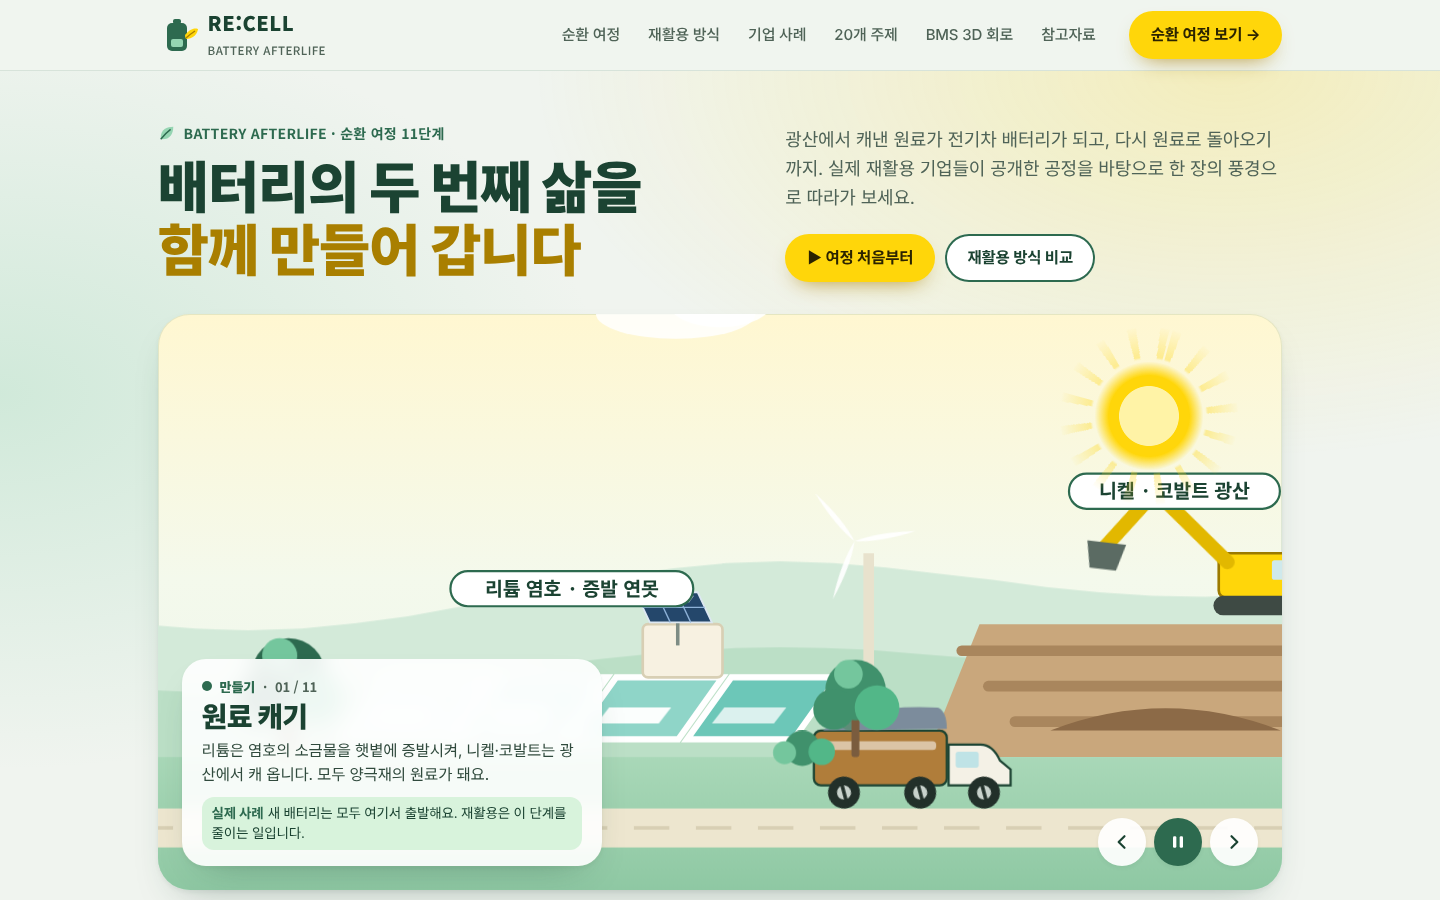 RE:CELL
BATTERY AFTERLIFE
순환 여정
재활용 방식
기업 사례
20개 주제
BMS 3D 회로
참고자료
순환 여정 보기 →
BATTERY AFTERLIFE · 순환 여정 11단계
배터리의 두 번째 삶을
함께 만들어 갑니다
광산에서 캐낸 원료가 전기차 배터리가 되고, 다시 원료로 돌아오기
까지. 실제 재활용 기업들이 공개한 공정을 바탕으로 한 장의 풍경으
로 따라가 보세요.
▶ 여정 처음부터
재활용 방식 비교
니켈 · 코발트 광산
리튬 염호 · 증발 연못
만들기 · 01 / 11
원료 캐기
리튬은 염호의 소금물을 햇볕에 증발시켜, 니켈·코발트는 광
산에서 캐 옵니다. 모두 양극재의 원료가 돼요.
실제 사례 새 배터리는 모두 여기서 출발해요. 재활용은 이 단계를
줄이는 일입니다.